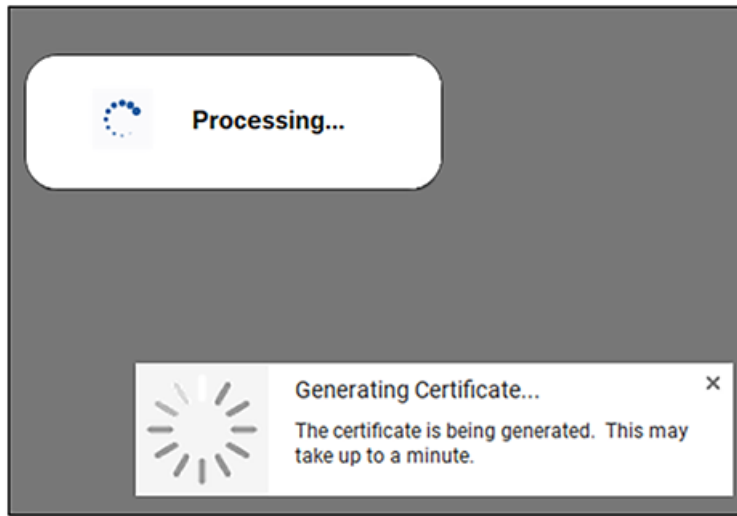 Processing...
Generating Certificate...
The certificate is being generated.  This may
take up to a minute.